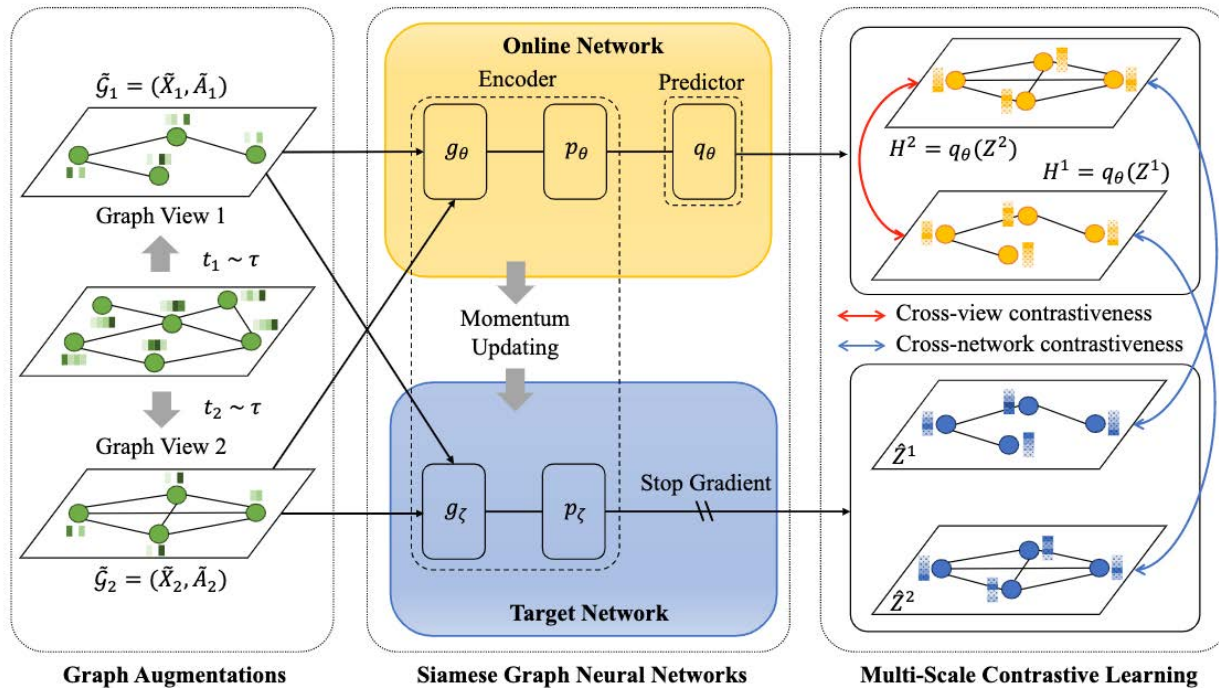 G̃₁ = (X̃₁, Ã₁)
Graph View 1
t₁ ~ τ
t₂ ~ τ
Graph View 2
G̃₂ = (X̃₂, Ã₂)
Graph Augmentations
Online Network
Encoder
Predictor
g_θ
p_θ
q_θ
Momentum
Updating
g_ζ
p_ζ
Stop Gradient
Target Network
Siamese Graph Neural Networks
H² = q_θ(Z²)
H¹ = q_θ(Z¹)
Cross-view contrastiveness
Cross-network contrastiveness
Ẑ¹
Ẑ²
Multi-Scale Contrastive Learning